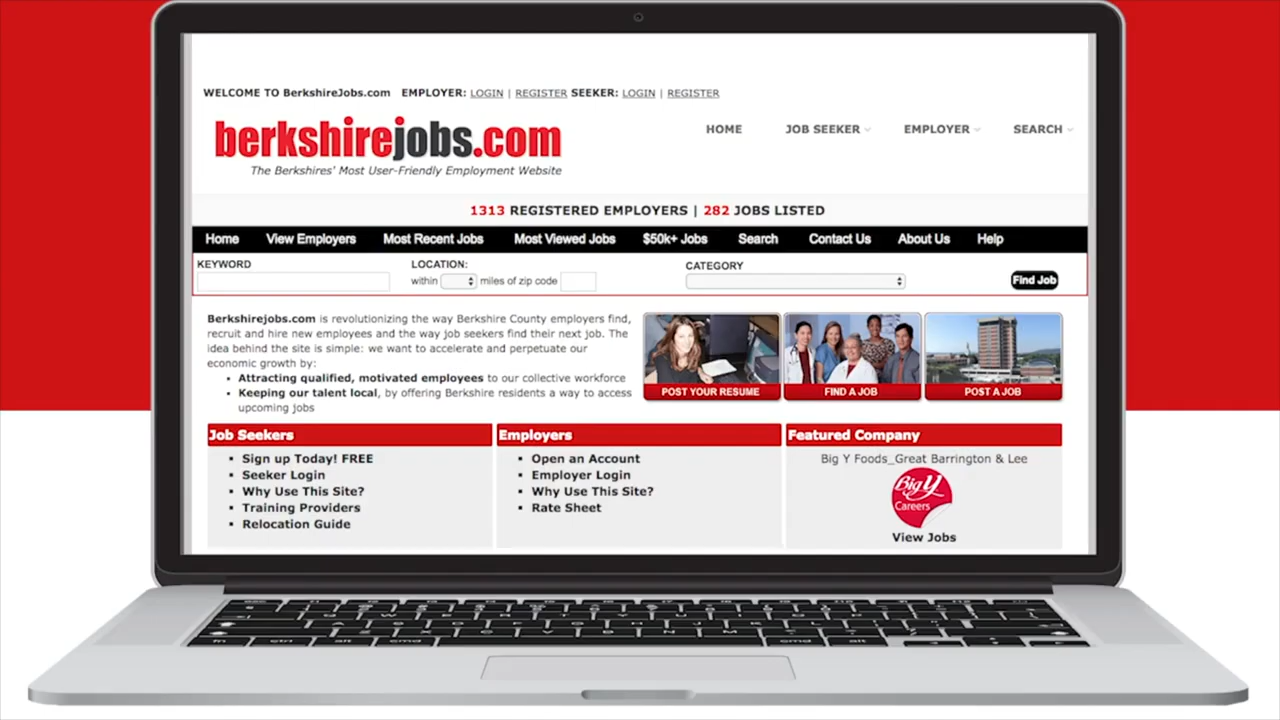 WELCOME TO BerkshireJobs.com EMPLOYER: LOGIN | REGISTER SEEKER: LOGIN | REGISTER
berkshirejobs.com
The Berkshires' Most User-Friendly Employment Website
HOME JOB SEEKER EMPLOYER SEARCH
1313 REGISTERED EMPLOYERS | 282 JOBS LISTED
Home View Employers Most Recent Jobs Most Viewed Jobs $50k+ Jobs Search Contact Us About Us Help
KEYWORD LOCATION: CATEGORY
within miles of zip code Find Job
Berkshirejobs.com is revolutionizing the way Berkshire County employers find,
recruit and hire new employees and the way job seekers find their next job. The
idea behind the site is simple: we want to accelerate and perpetuate our
economic growth by:
▪ Attracting qualified, motivated employees to our collective workforce
▪ Keeping our talent local, by offering Berkshire residents a way to access
upcoming jobs
POST YOUR RESUME FIND A JOB POST A JOB
Job Seekers
▪ Sign up Today! FREE
▪ Seeker Login
▪ Why Use This Site?
▪ Training Providers
▪ Relocation Guide
Employers
▪ Open an Account
▪ Employer Login
▪ Why Use This Site?
▪ Rate Sheet
Featured Company
Big Y Foods_Great Barrington & Lee
Big Y
Careers
View Jobs
fn ctrl alt cmd cmd alt